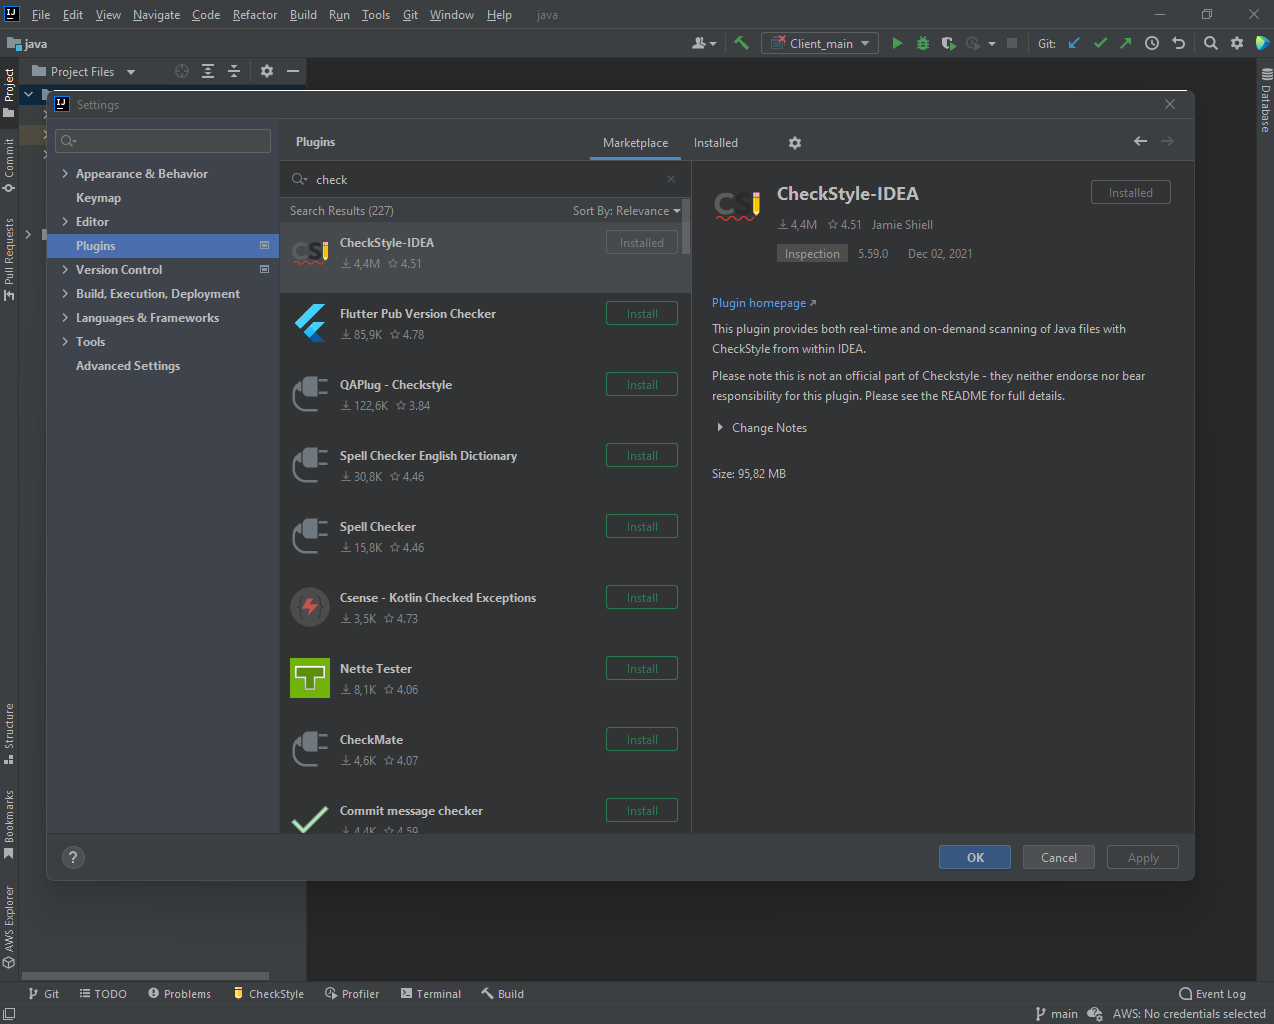 File Edit View Navigate Code Refactor Build Run Tools Git Window Help java
java
Client_main
Git:
Project Files
Project
Commit
Pull Requests
Structure
Bookmarks
AWS Explorer
Database
IJ Settings
Appearance & Behavior
Keymap
Editor
Plugins
Version Control
Build, Execution, Deployment
Languages & Frameworks
Tools
Advanced Settings
Plugins Marketplace Installed
check
Search Results (227) Sort By: Relevance
CheckStyle-IDEA Installed
4,4M 4.51
Flutter Pub Version Checker Install
85,9K 4.78
QAPlug - Checkstyle Install
122,6K 3.84
Spell Checker English Dictionary Install
30,8K 4.46
Spell Checker Install
15,8K 4.46
Csense - Kotlin Checked Exceptions Install
3,5K 4.73
Nette Tester Install
8,1K 4.06
CheckMate Install
4,6K 4.07
Commit message checker Install
4,4K 4.59
CheckStyle-IDEA Installed
4,4M 4.51 Jamie Shiell
Inspection 5.59.0 Dec 02, 2021
Plugin homepage
This plugin provides both real-time and on-demand scanning of Java files with
CheckStyle from within IDEA.
Please note this is not an official part of Checkstyle - they neither endorse nor bear
responsibility for this plugin. Please see the README for full details.
Change Notes
Size: 95,82 MB
? OK Cancel Apply
Git TODO Problems CheckStyle Profiler Terminal Build Event Log
main AWS: No credentials selected